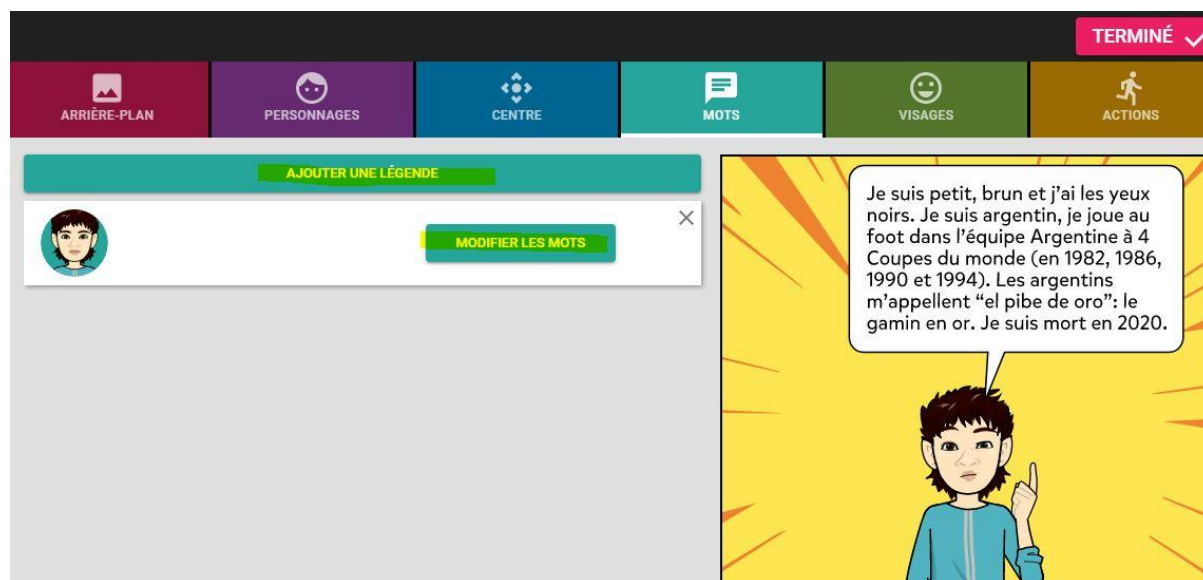 TERMINÉ
ARRIÈRE-PLAN
PERSONNAGES
CENTRE
MOTS
VISAGES
ACTIONS
AJOUTER UNE LÉGENDE
MODIFIER LES MOTS
Je suis petit, brun et j'ai les yeux
noirs. Je suis argentin, je joue au
foot dans l'équipe Argentine à 4
Coupes du monde (en 1982, 1986,
1990 et 1994). Les argentins
m'appellent “el pibe de oro”: le
gamin en or. Je suis mort en 2020.